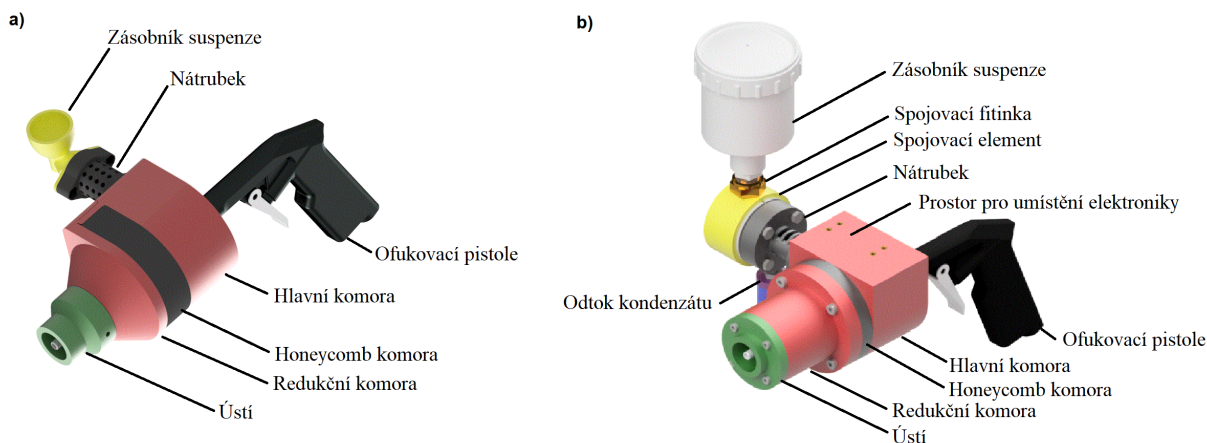 a)
Zásobník suspenze
Nátrubek
Ofukovací pistole
Hlavní komora
Honeycomb komora
Redukční komora
Ústí
b)
Zásobník suspenze
Spojovací fitinka
Spojovací element
Nátrubek
Prostor pro umístění elektroniky
Odtok kondenzátu
Ofukovací pistole
Hlavní komora
Honeycomb komora
Redukční komora
Ústí